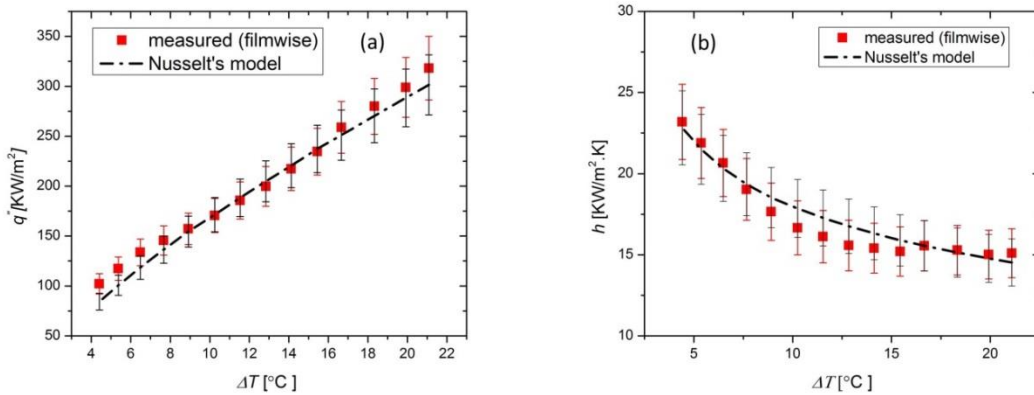 350
300
250
200
150
100
50
q″[KW/m²]
measured (filmwise)
Nusselt's model
(a)
4 6 8 10 12 14 16 18 20 22
ΔT [°C ]
30
25
20
15
10
h [KW/m².K]
(b)
measured (filmwise)
Nusselt's model
5 10 15 20
ΔT [°C ]